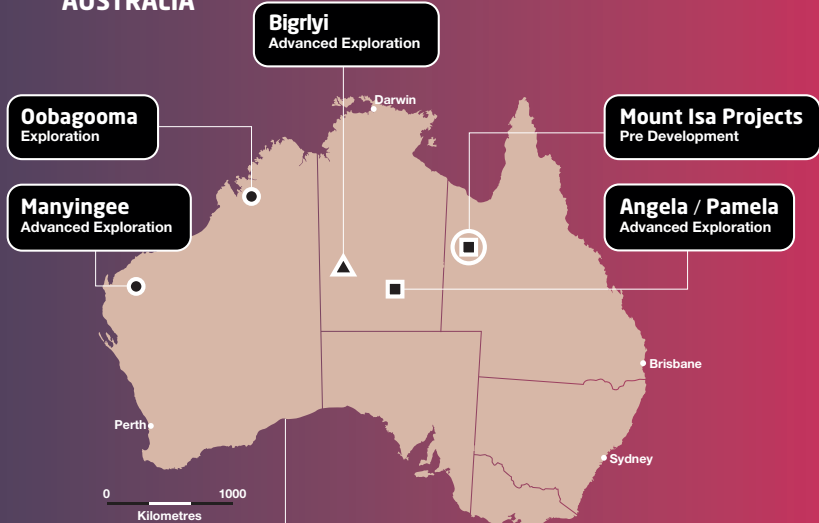 AUSTRALIA
Bigrlyi
Advanced Exploration
Darwin
Oobagooma
Exploration
Mount Isa Projects
Pre Development
Manyingee
Advanced Exploration
Angela / Pamela
Advanced Exploration
Brisbane
Perth
Sydney
0 1000
Kilometres